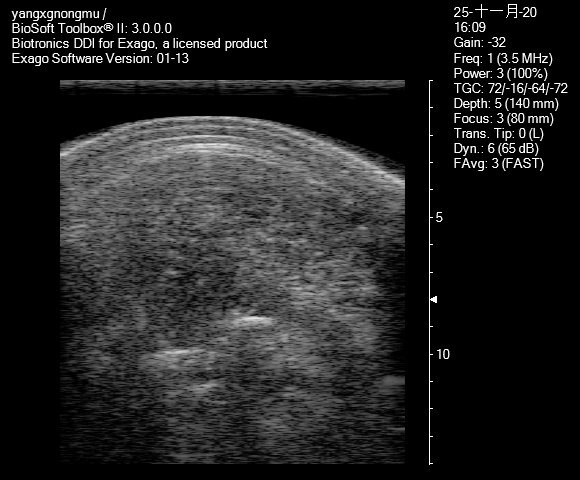 yangxgnongmu /
BioSoft Toolbox® II: 3.0.0.0
Biotronics DDI for Exago, a licensed product
Exago Software Version: 01-13
25-十一月-20
16:09
Gain: -32
Freq: 1 (3.5 MHz)
Power: 3 (100%)
TGC: 72/-16/-64/-72
Depth: 5 (140 mm)
Focus: 3 (80 mm)
Trans. Tip: 0 (L)
Dyn.: 6 (65 dB)
FAvg: 3 (FAST)
5
10